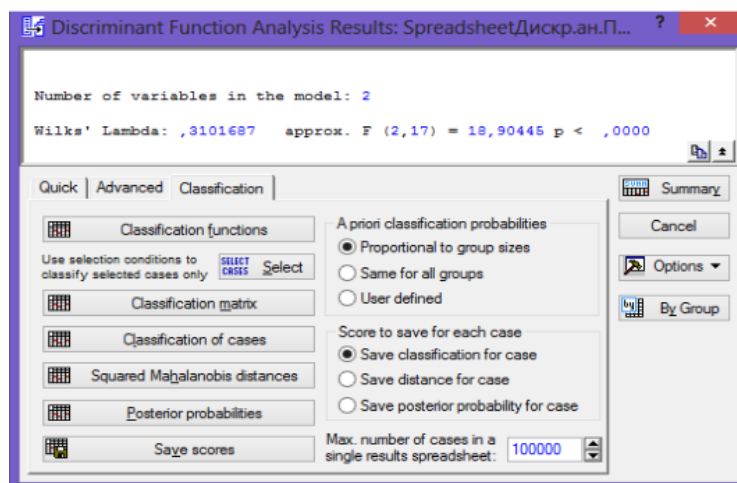 Discriminant Function Analysis Results: SpreadsheetДискр.ан.П... ? ×
Number of variables in the model: 2
Wilks' Lambda: ,3101687 approx. F (2,17) = 18,90445 p < ,0000
Quick Advanced Classification
Classification functions
Use selection conditions to
classify selected cases only
SELECT
CASES
Select
Classification matrix
Classification of cases
Squared Mahalanobis distances
Posterior probabilities
Save scores
A priori classification probabilities
Proportional to group sizes
Same for all groups
User defined
Score to save for each case
Save classification for case
Save distance for case
Save posterior probability for case
Max. number of cases in a
single results spreadsheet: 100000
Summary
Cancel
Options
By Group